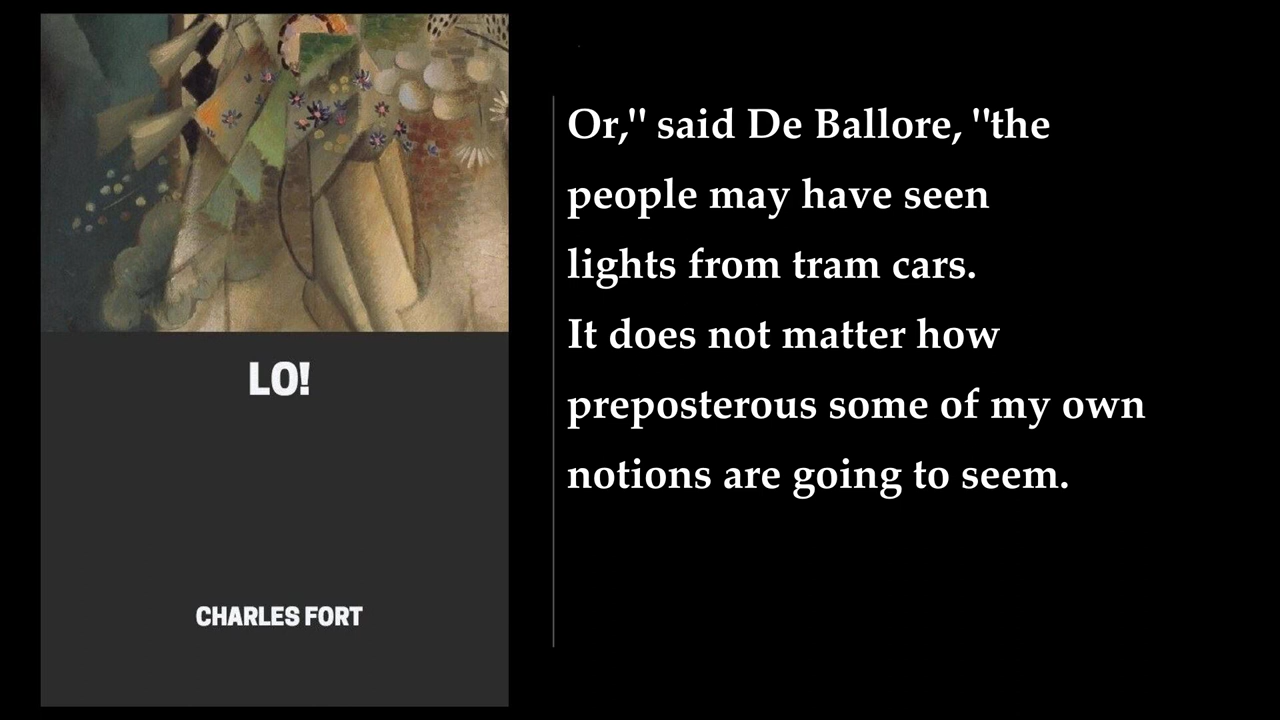 LO!
CHARLES FORT
Or," said De Ballore, "the
people may have seen
lights from tram cars.
It does not matter how
preposterous some of my own
notions are going to seem.